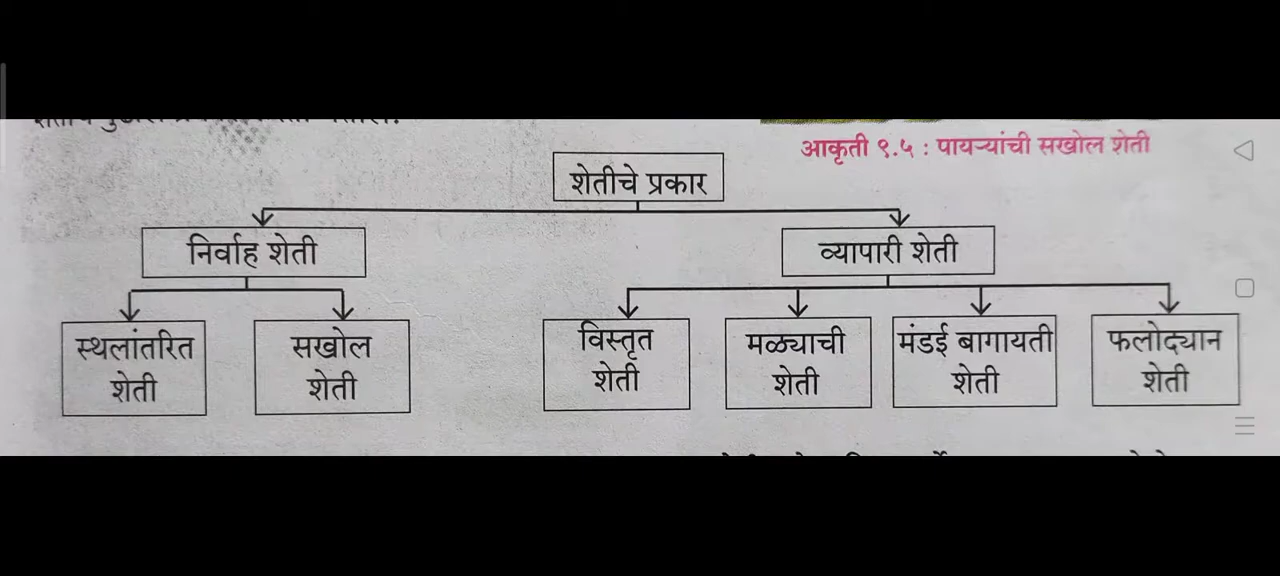 आकृती ९.५ : पायऱ्यांची सखोल शेती
शेतीचे प्रकार
निर्वाह शेती
व्यापारी शेती
स्थलांतरित
शेती
सखोल
शेती
विस्तृत
शेती
मळ्याची
शेती
मंडई बागायती
शेती
फलोद्यान
शेती